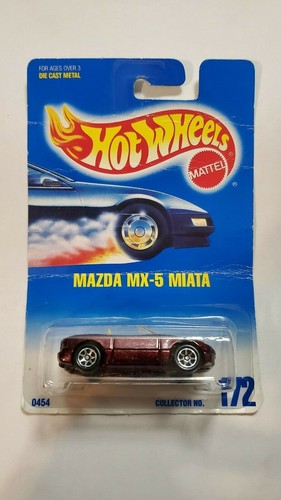 FOR AGES OVER 3
DIE CAST METAL
HOT WHEELS
MATTEL
MAZDA MX-5 MIATA
0454
COLLECTOR NO.
172